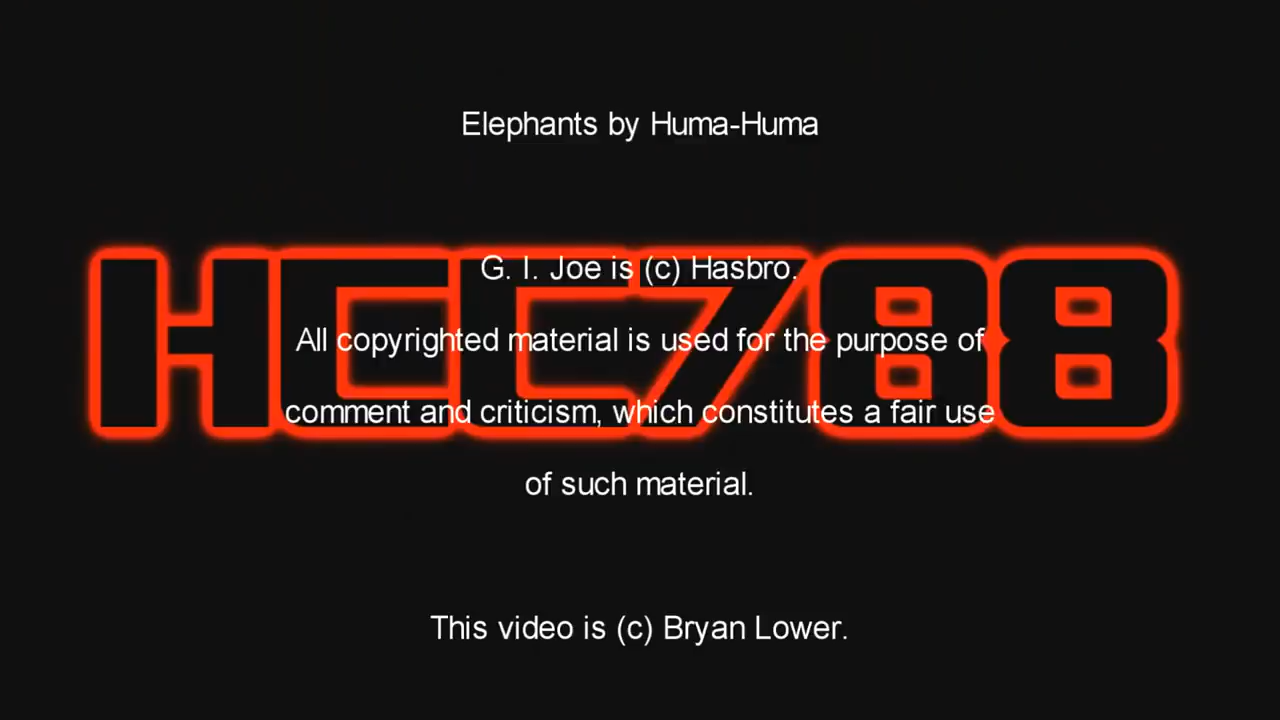 Elephants by Huma-Huma
G. I. Joe is (c) Hasbro.
HCC788
All copyrighted material is used for the purpose of
comment and criticism, which constitutes a fair use
of such material.
This video is (c) Bryan Lower.